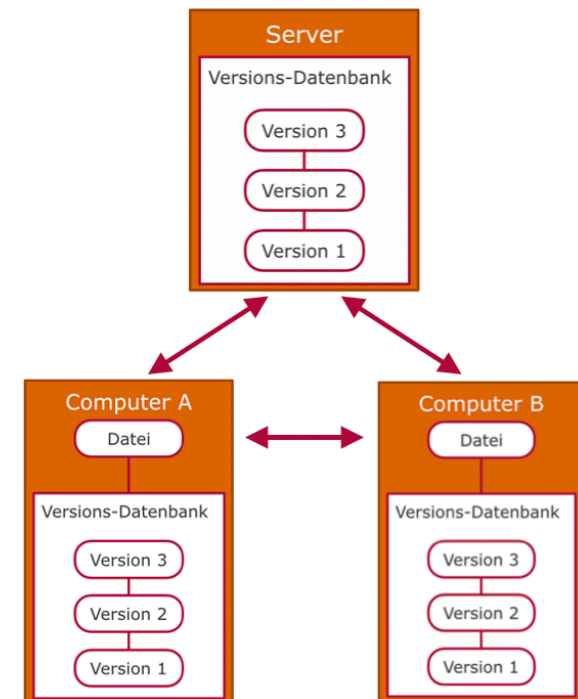 Server
Versions-Datenbank
Version 3
Version 2
Version 1
Computer A
Datei
Versions-Datenbank
Version 3
Version 2
Version 1
Computer B
Datei
Versions-Datenbank
Version 3
Version 2
Version 1